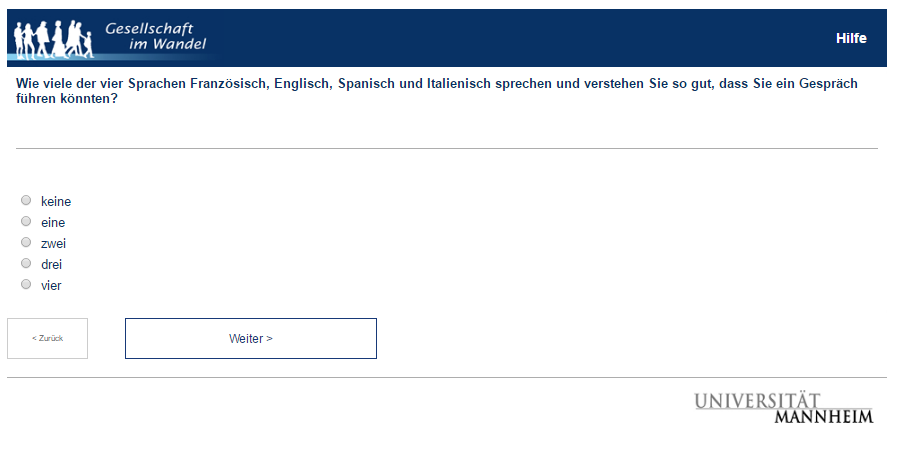 Gesellschaft
im Wandel
Hilfe
Wie viele der vier Sprachen Französisch, Englisch, Spanisch und Italienisch sprechen und verstehen Sie so gut, dass Sie ein Gespräch
führen könnten?
keine
eine
zwei
drei
vier
< Zurück
Weiter >
UNIVERSITÄT
MANNHEIM